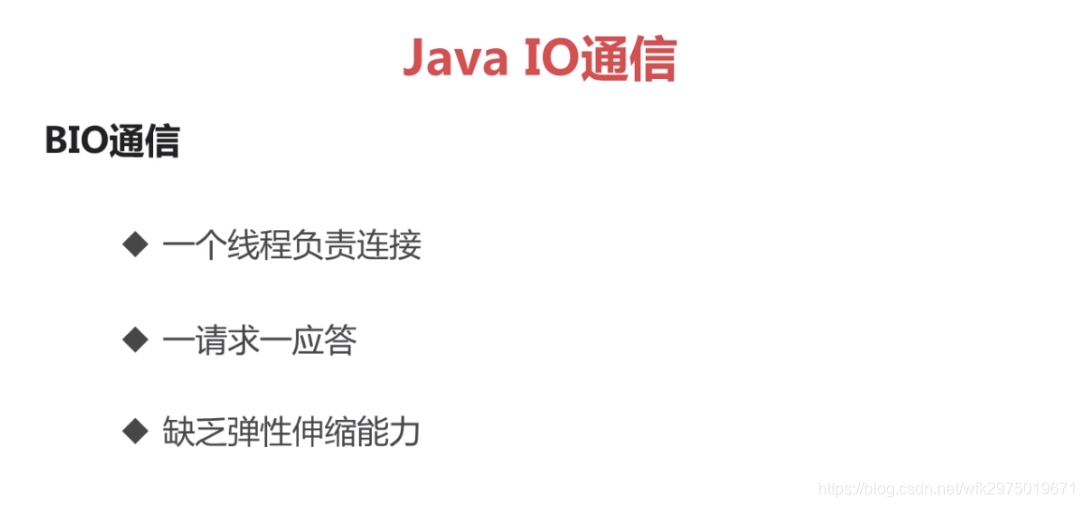 Java IO通信
BIO通信
◆ 一个线程负责连接
◆ 一请求一应答
◆ 缺乏弹性伸缩能力
https://blog.csdn.net/wfk2975019671